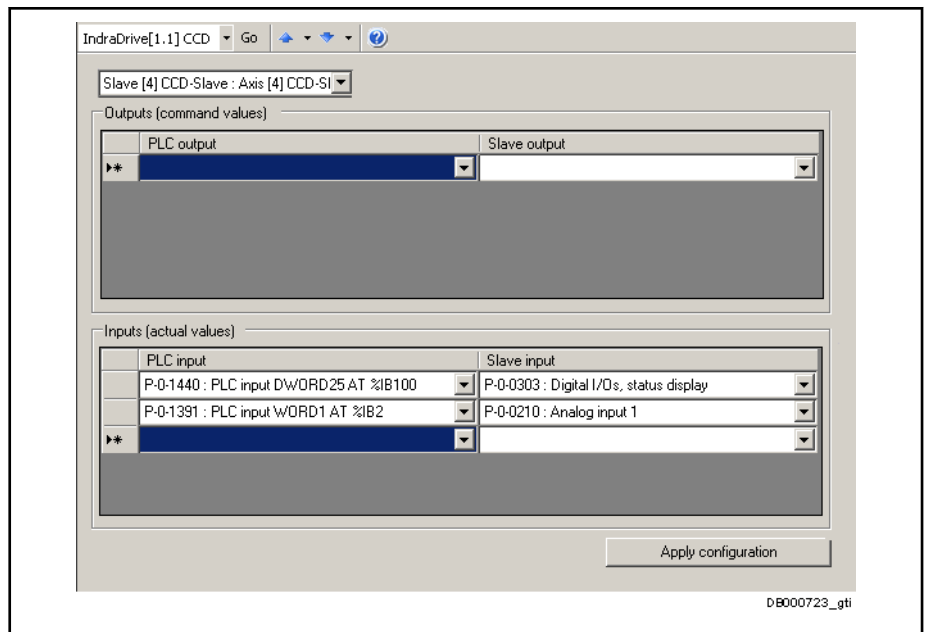 IndraDrive[1.1] CCD Go
Slave [4] CCD-Slave : Axis [4] CCD-Sl
Outputs (command values)
PLC output Slave output
Inputs (actual values)
PLC input Slave input
P-0-1440 : PLC input DWORD25 AT %IB100 P-0-0303 : Digital I/Os, status display
P-0-1391 : PLC input WORD1 AT %IB2 P-0-0210 : Analog input 1
Apply configuration
DB000723_gti